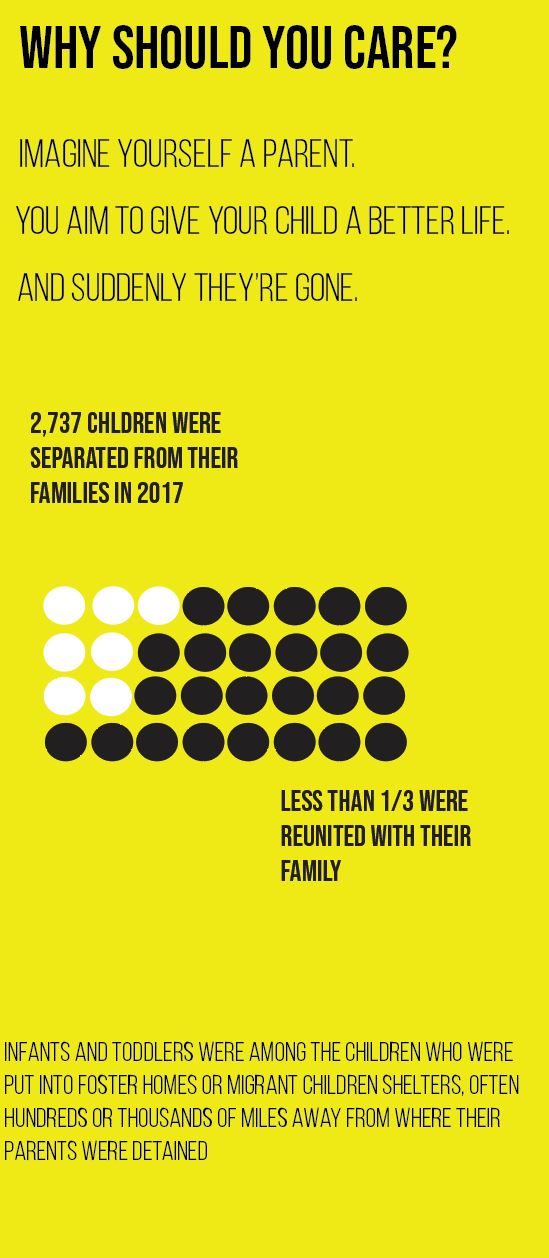 WHY SHOULD YOU CARE?
IMAGINE YOURSELF A PARENT.
YOU AIM TO GIVE YOUR CHILD A BETTER LIFE.
AND SUDDENLY THEY'RE GONE.
2,737 CHLDREN WERE
SEPARATED FROM THEIR
FAMILIES IN 2017
LESS THAN 1/3 WERE
REUNITED WITH THEIR
FAMILY
INFANTS AND TODDLERS WERE AMONG THE CHILDREN WHO WERE
PUT INTO FOSTER HOMES OR MIGRANT CHILDREN SHELTERS, OFTEN
HUNDREDS OR THOUSANDS OF MILES AWAY FROM WHERE THEIR
PARENTS WERE DETAINED